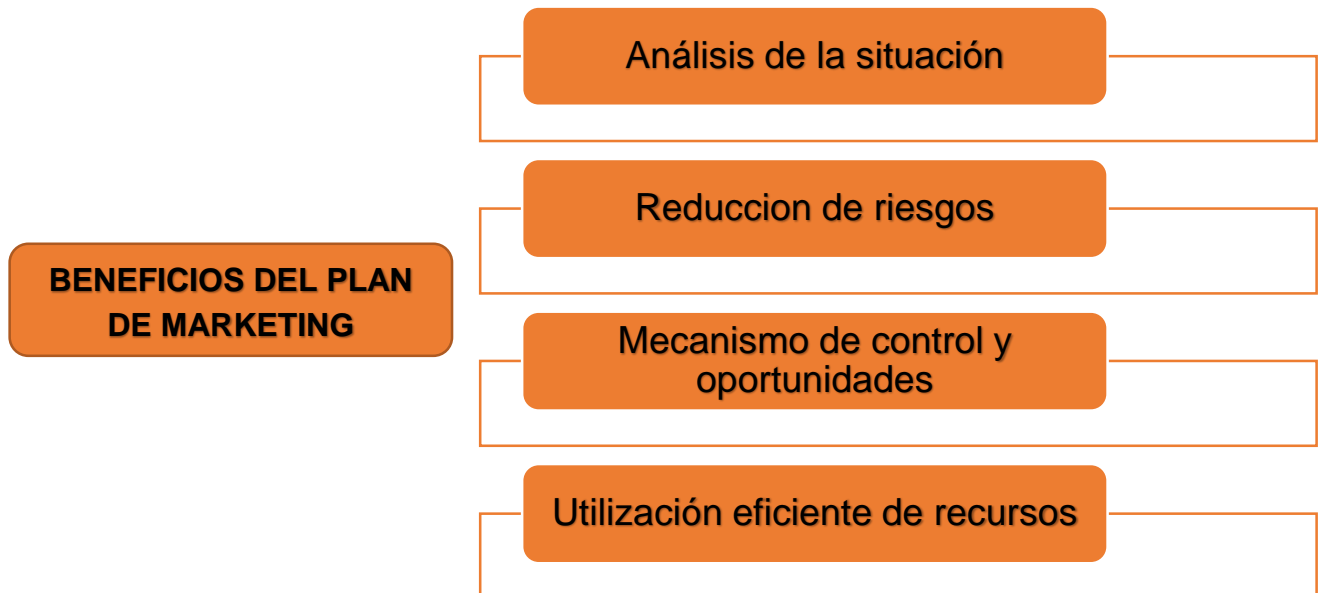 Análisis de la situación
Reduccion de riesgos
BENEFICIOS DEL PLAN
DE MARKETING
Mecanismo de control y
oportunidades
Utilización eficiente de recursos